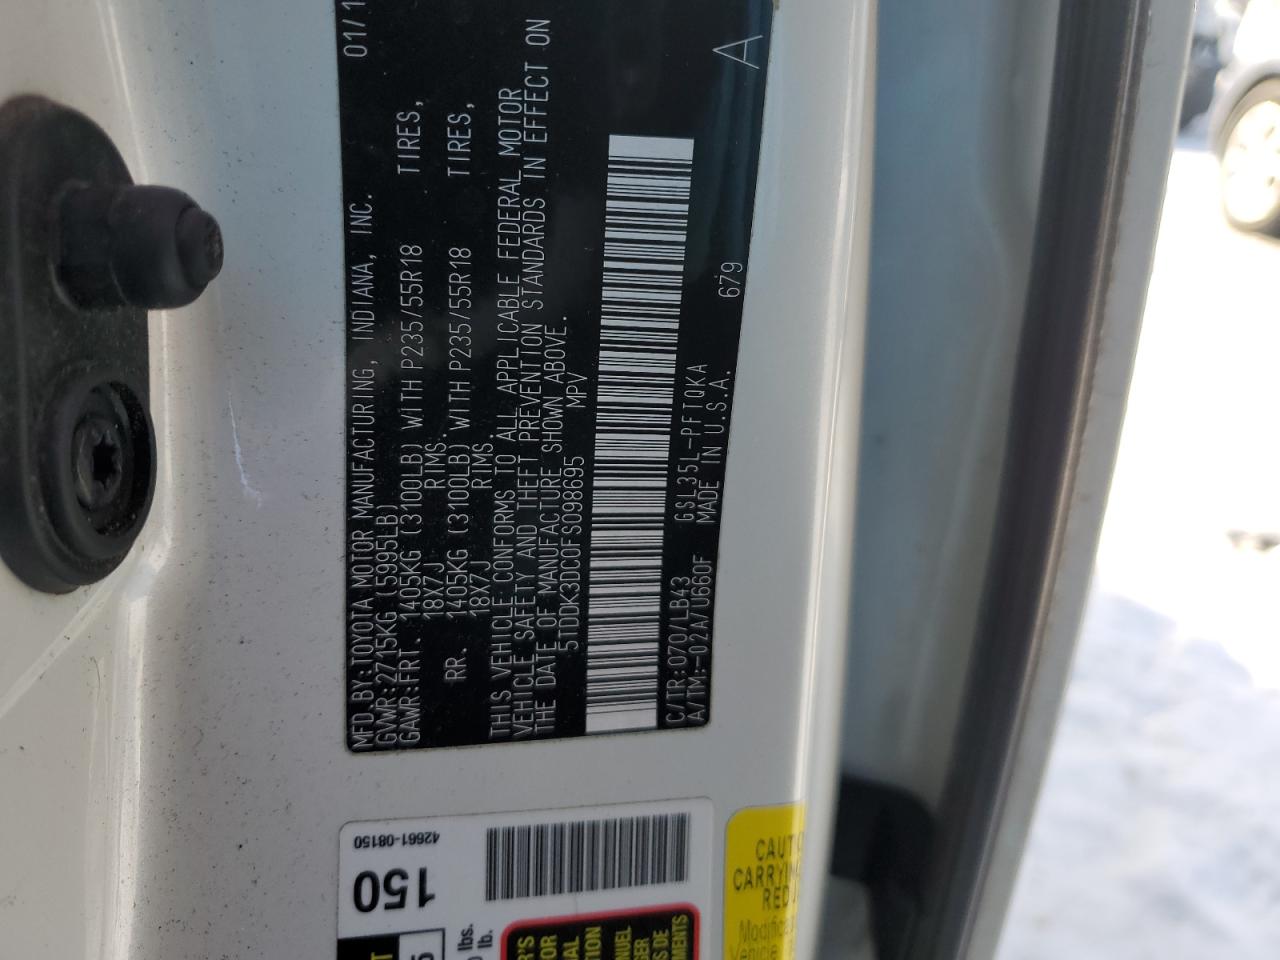 MFD.BY:TOYOTA MOTOR MANUFACTURING, INDIANA, INC. 01/1
GVWR:2715KG (5995LB)
GAWR:FRT. 1405KG (3100LB) WITH P235/55R18 TIRES,
18X7J RIMS.
RR. 1405KG (3100LB) WITH P235/55R18 TIRES,
18X7J RIMS.
THIS VEHICLE CONFORMS TO ALL APPLICABLE FEDERAL MOTOR
VEHICLE SAFETY AND THEFT PREVENTION STANDARDS IN EFFECT ON
THE DATE OF MANUFACTURE SHOWN ABOVE.
5TDDK3DC0FS098695 MPV
A
C/TR:070/LB43 GSL35L-PFTQKA
A/TM:-02A/U660F MADE IN U.S.A. 679
42661-08150
150
lbs.
lb.
CARRYING